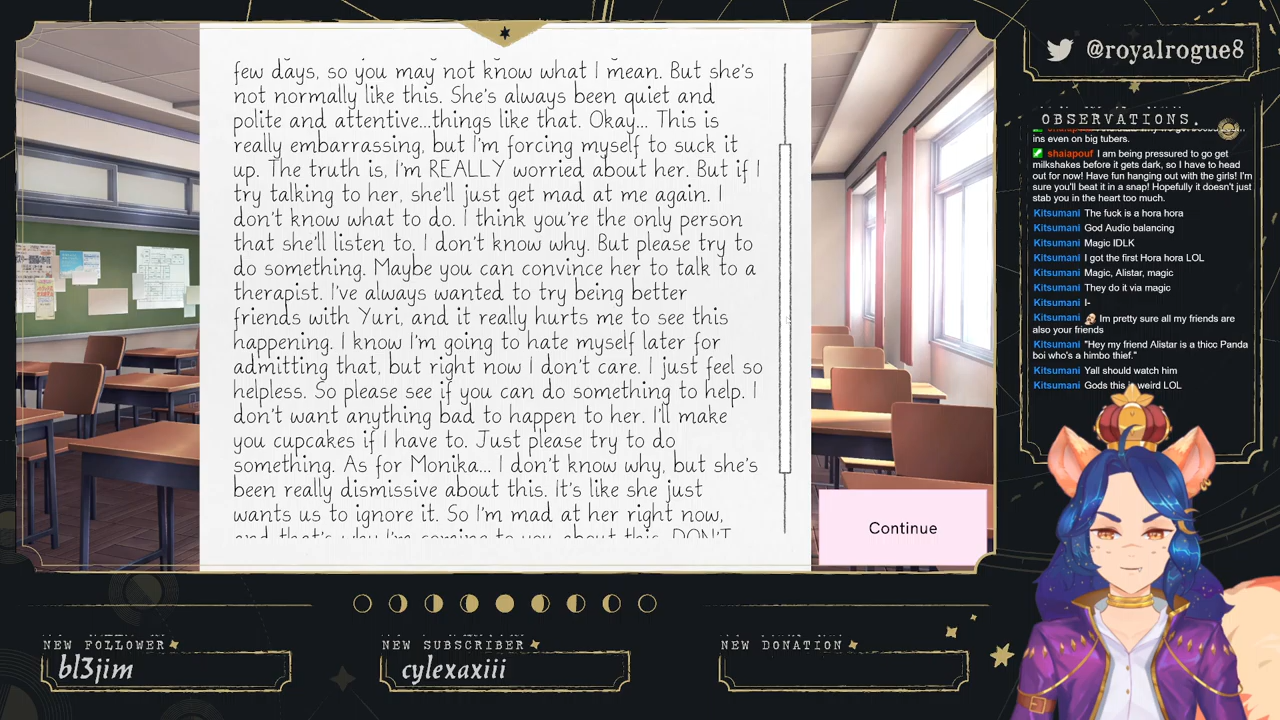 few days, so you may not know what I mean. But she's
not normally like this. She's always been quiet and
polite and attentive...things like that. Okay... This is
really embarrassing, but I'm forcing myself to suck it
up. The truth is, I'm REALLY worried about her. But if I
try talking to her, she'll just get mad at me again. I
don't know what to do. I think you're the only person
that she'll listen to. I don't know why. But please try to
do something. Maybe you can convince her to talk to a
therapist. I've always wanted to try being better
friends with Yuri, and it really hurts me to see this
happening. I know I'm going to hate myself later for
admitting that, but right now I don't care. I just feel so
helpless. So please see if you can do something to help. I
don't want anything bad to happen to her. I'll make
you cupcakes if I have to. Just please try to do
something. As for Monika... I don't know why, but she's
been really dismissive about this. It's like she just
wants us to ignore it. So I'm mad at her right now,
and that's why I'm coming to you about this. DON'T
Continue
@royalrogue8
OBSERVATIONS.
ins even on big tubers.
shaiapouf I am being pressured to go get
milkshakes before it gets dark, so I have to head
out for now! Have fun hanging out with the girls! I'm
sure you'll beat it in a snap! Hopefully it doesn't just
stab you in the heart too much.
Kitsumani The fuck is a hora hora
Kitsumani God Audio balancing
Kitsumani Magic IDLK
Kitsumani I got the first Hora hora LOL
Kitsumani Magic, Alistar, magic
Kitsumani They do it via magic
Kitsumani I-
Kitsumani Im pretty sure all my friends are
also your friends
Kitsumani "Hey my friend Alistar is a thicc Panda
boi who's a himbo thief."
Kitsumani Yall should watch him
Kitsumani Gods this is weird LOL
NEW FOLLOWER
bl3jim
NEW SUBSCRIBER
cylexaxiii
NEW DONATION